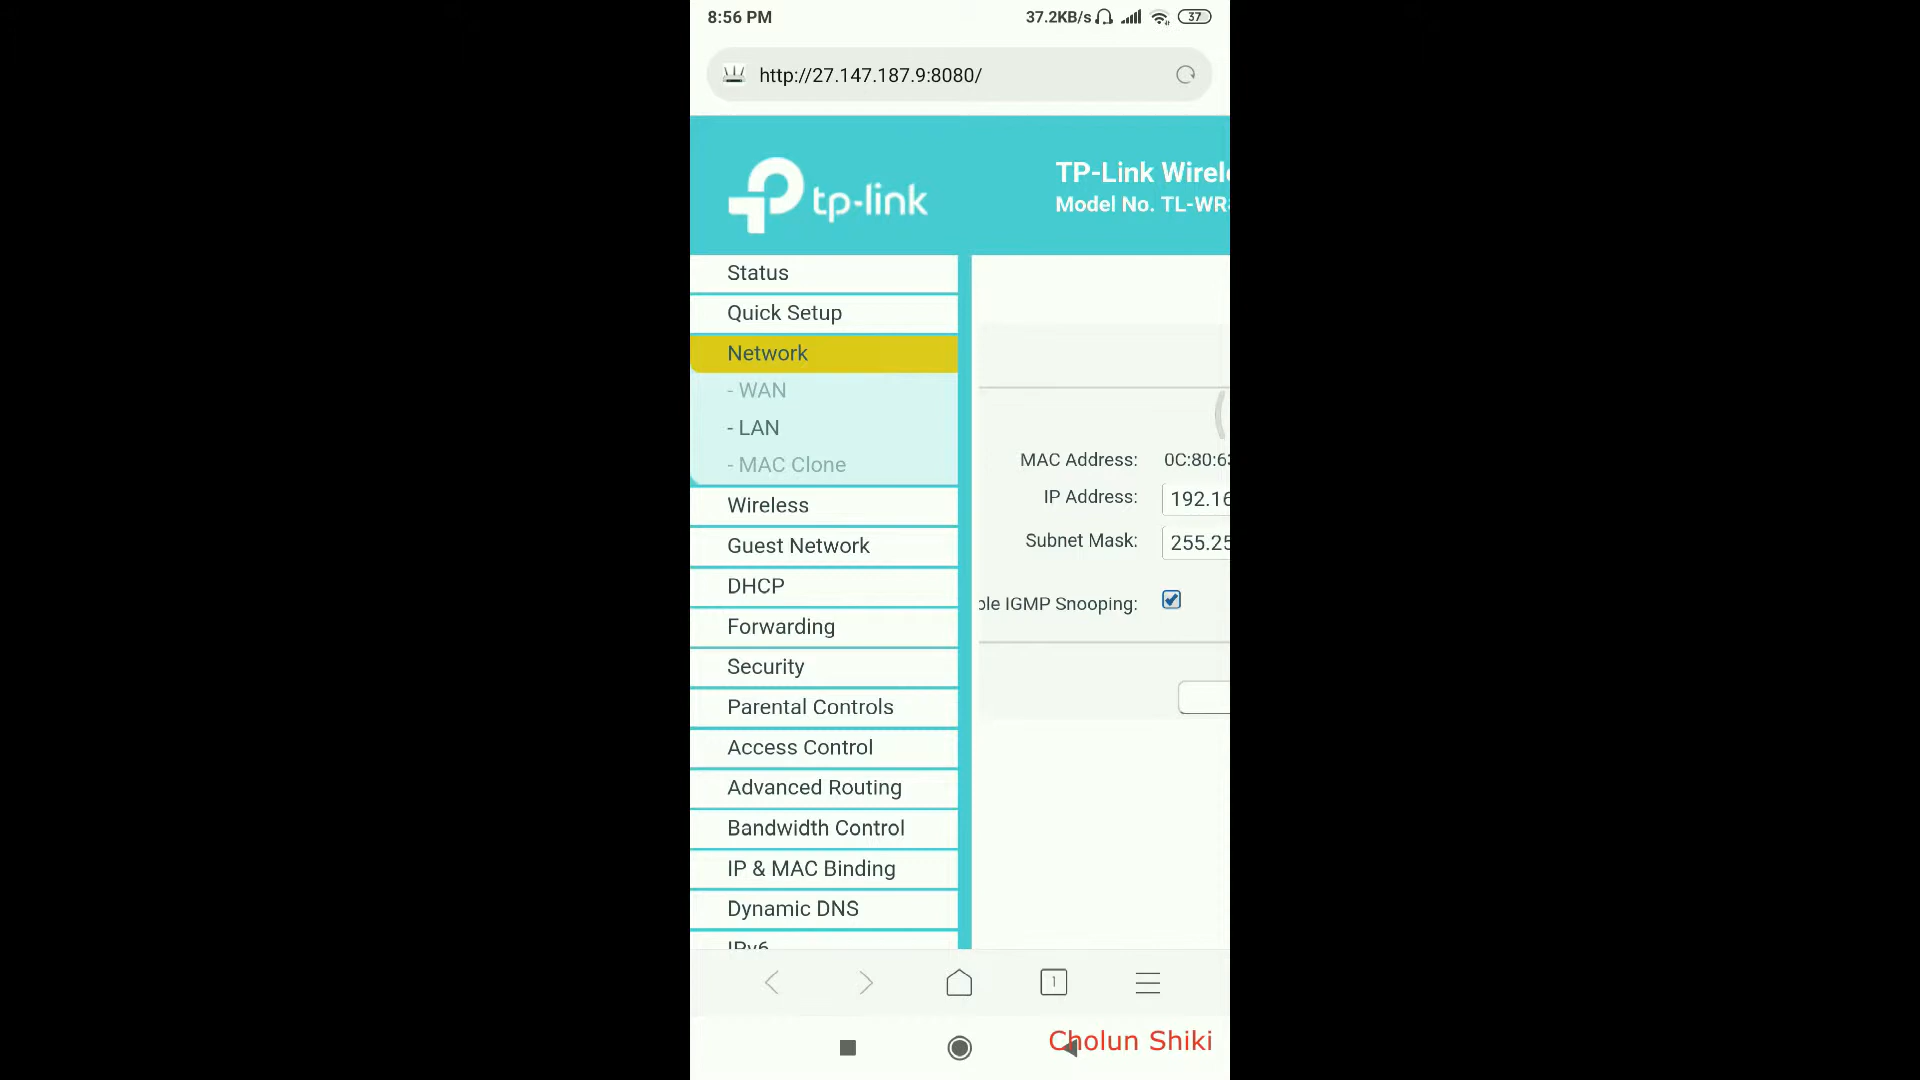 8:56 PM
37.2KB/s
37
http://27.147.187.9:8080/
tp-link
TP-Link Wirel
Model No. TL-WR
Status
Quick Setup
Network
- WAN
- LAN
- MAC Clone
Wireless
Guest Network
DHCP
Forwarding
Security
Parental Controls
Access Control
Advanced Routing
Bandwidth Control
IP & MAC Binding
Dynamic DNS
IPv6
MAC Address: 0C:80:6
IP Address: 192.16
Subnet Mask: 255.25
ble IGMP Snooping:
1
Cholun Shiki